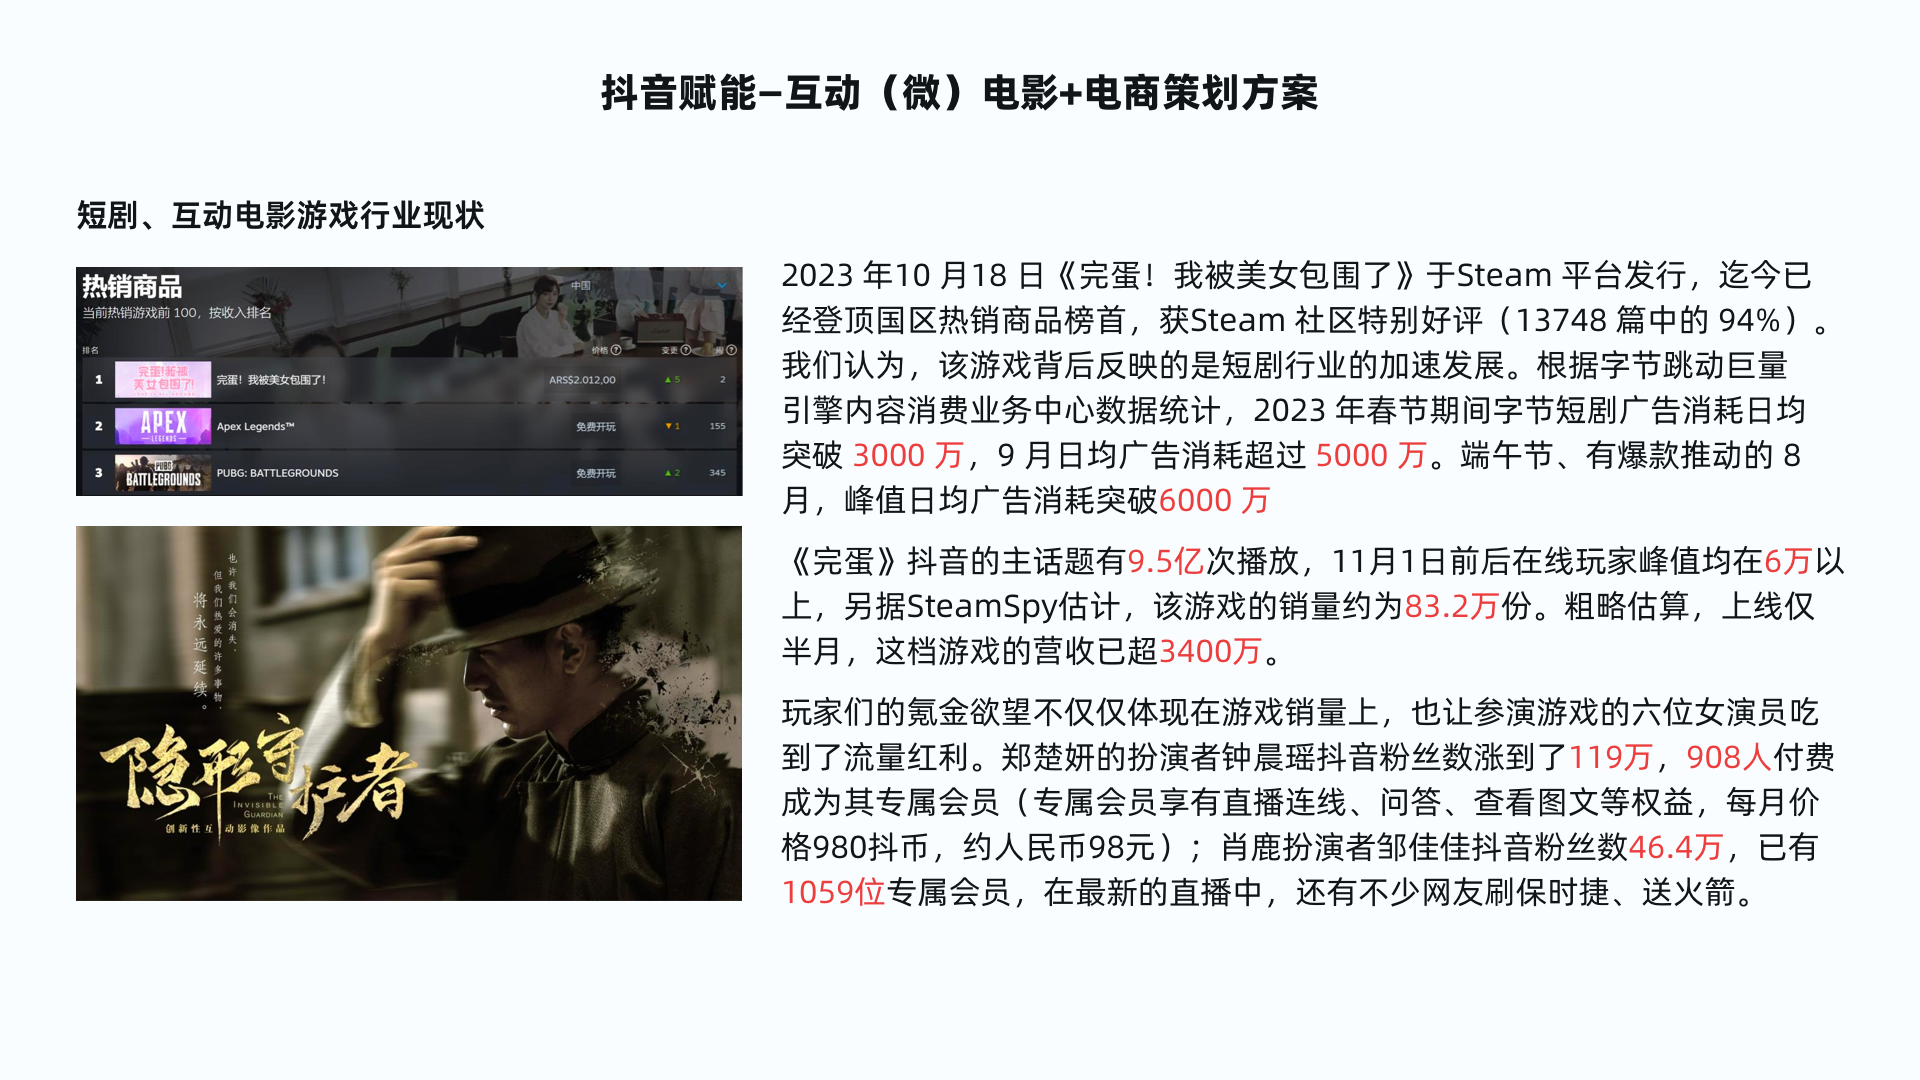 抖音赋能–互动（微）电影+电商策划方案
短剧、互动电影游戏行业现状
热销商品
当前热销游戏前 100，按收入排名
中国
排名 价格 变更 周
1 完蛋！我被美女包围了！ 完蛋！我被美女包围了！ ARS$2.012,00 ▲5 2
2 APEX LEGENDS Apex Legends™ 免费开玩 ▼1 155
3 PUBG BATTLEGROUNDS PUBG: BATTLEGROUNDS 免费开玩 ▲2 345
也许我们会消失，
但我们热爱的许多事物，
将永远延续。
隐形守护者
THE
INVISIBLE
GUARDIAN
创新性互动影像作品
2023 年10 月18 日《完蛋！我被美女包围了》于Steam 平台发行，迄今已
经登顶国区热销商品榜首，获Steam 社区特别好评（13748 篇中的 94%）。
我们认为，该游戏背后反映的是短剧行业的加速发展。根据字节跳动巨量
引擎内容消费业务中心数据统计，2023 年春节期间字节短剧广告消耗日均
突破 3000 万，9 月日均广告消耗超过 5000 万。端午节、有爆款推动的 8
月，峰值日均广告消耗突破6000 万
《完蛋》抖音的主话题有9.5亿次播放，11月1日前后在线玩家峰值均在6万以
上，另据SteamSpy估计，该游戏的销量约为83.2万份。粗略估算，上线仅
半月，这档游戏的营收已超3400万。
玩家们的氪金欲望不仅仅体现在游戏销量上，也让参演游戏的六位女演员吃
到了流量红利。郑楚妍的扮演者钟晨瑶抖音粉丝数涨到了119万，908人付费
成为其专属会员（专属会员享有直播连线、问答、查看图文等权益，每月价
格980抖币，约人民币98元）；肖鹿扮演者邹佳佳抖音粉丝数46.4万，已有
1059位专属会员，在最新的直播中，还有不少网友刷保时捷、送火箭。